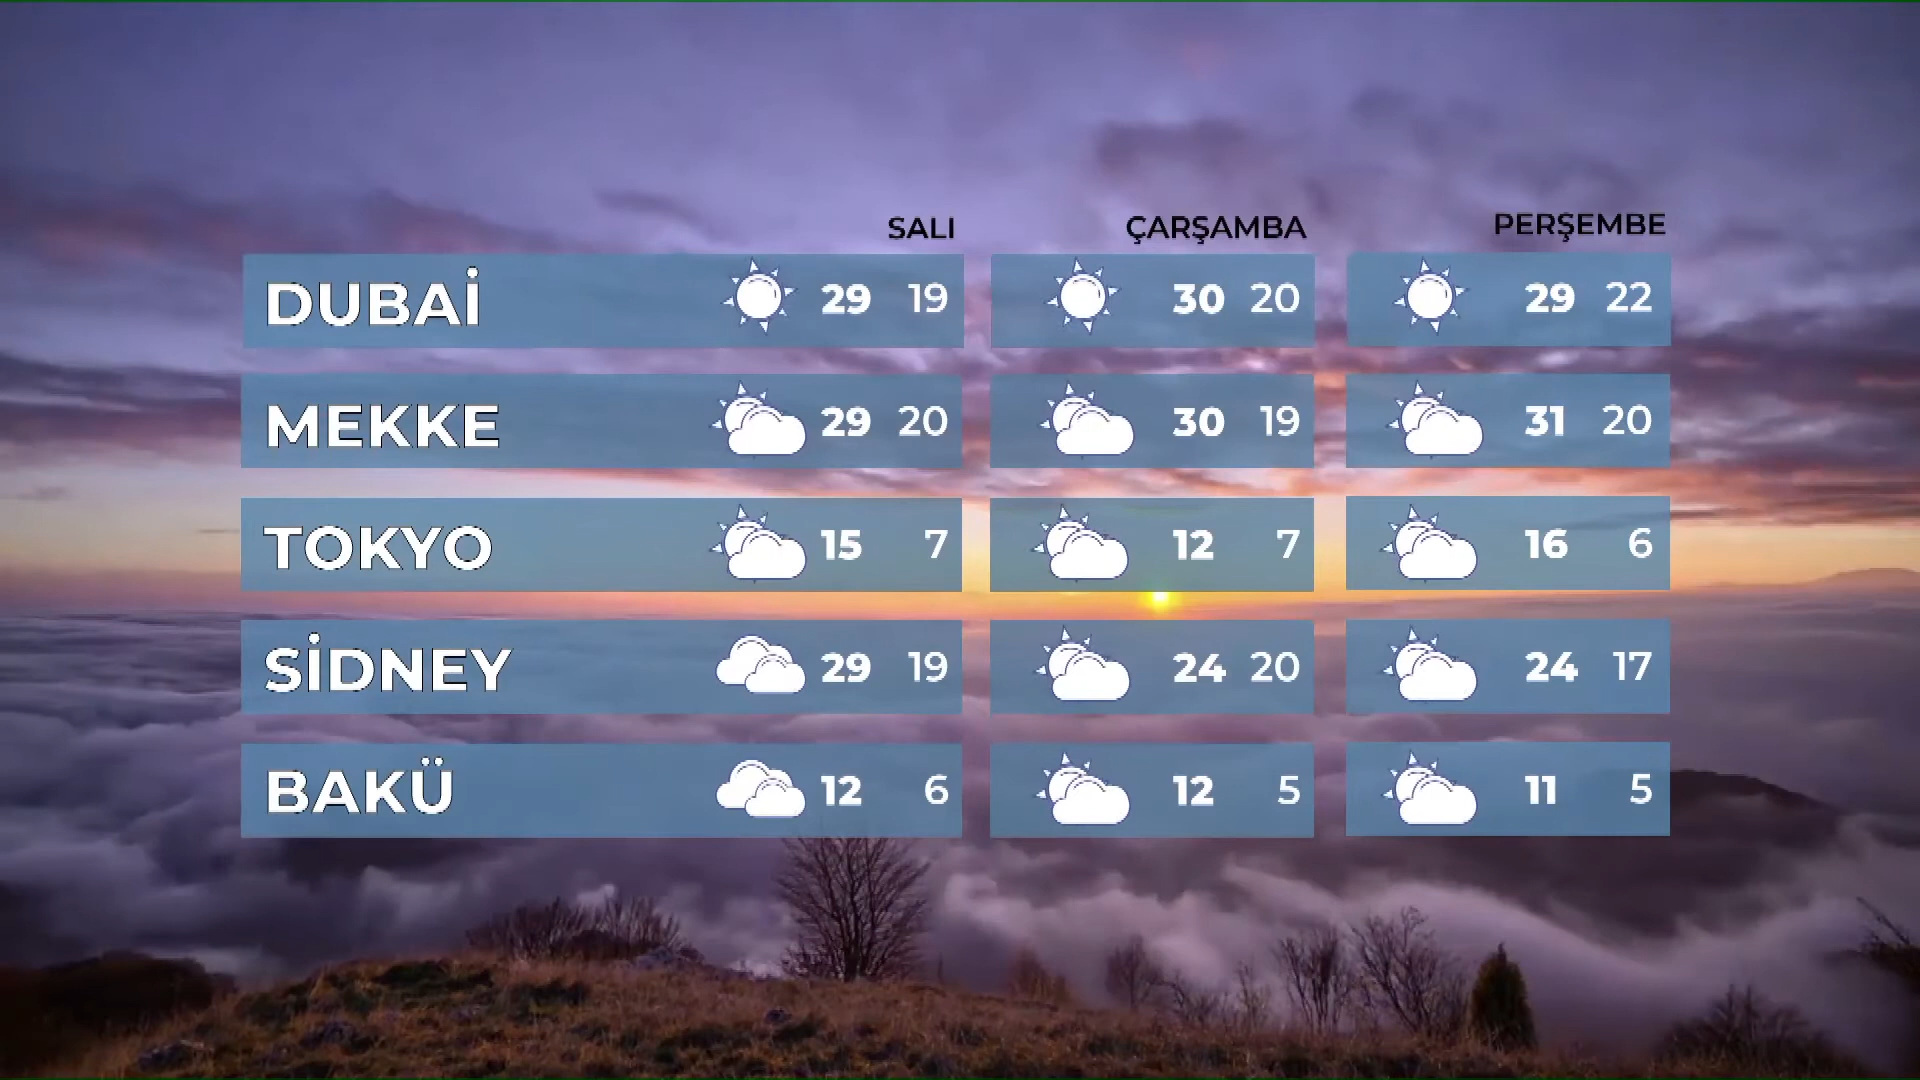 SALI ÇARŞAMBA PERŞEMBE
DUBAİ 29 19 30 20 29 22
MEKKE 29 20 30 19 31 20
TOKYO 15 7 12 7 16 6
SİDNEY 29 19 24 20 24 17
BAKÜ 12 6 12 5 11 5